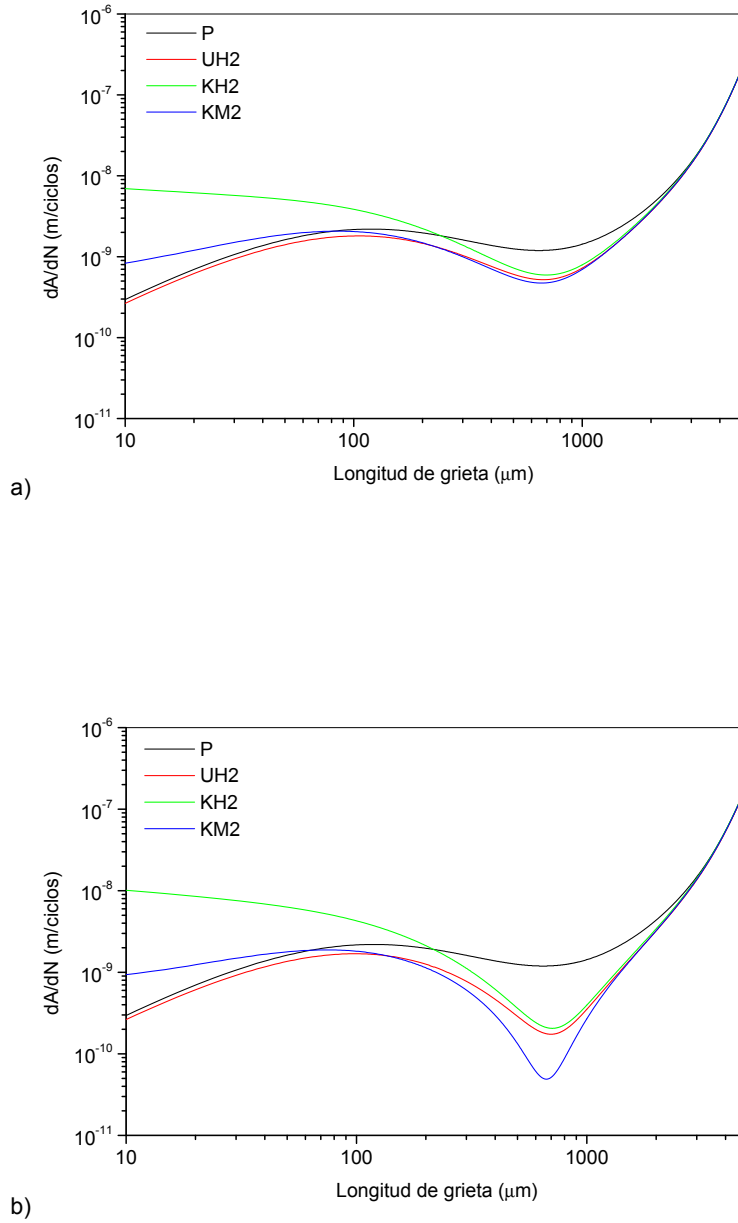 10⁻⁶
10⁻⁷
10⁻⁸
10⁻⁹
10⁻¹⁰
10⁻¹¹
dA/dN (m/ciclos)
P
UH2
KH2
KM2
10 100 1000
Longitud de grieta (μm)
a)
10⁻⁶
10⁻⁷
10⁻⁸
10⁻⁹
10⁻¹⁰
10⁻¹¹
dA/dN (m/ciclos)
P
UH2
KH2
KM2
10 100 1000
Longitud de grieta (μm)
b)